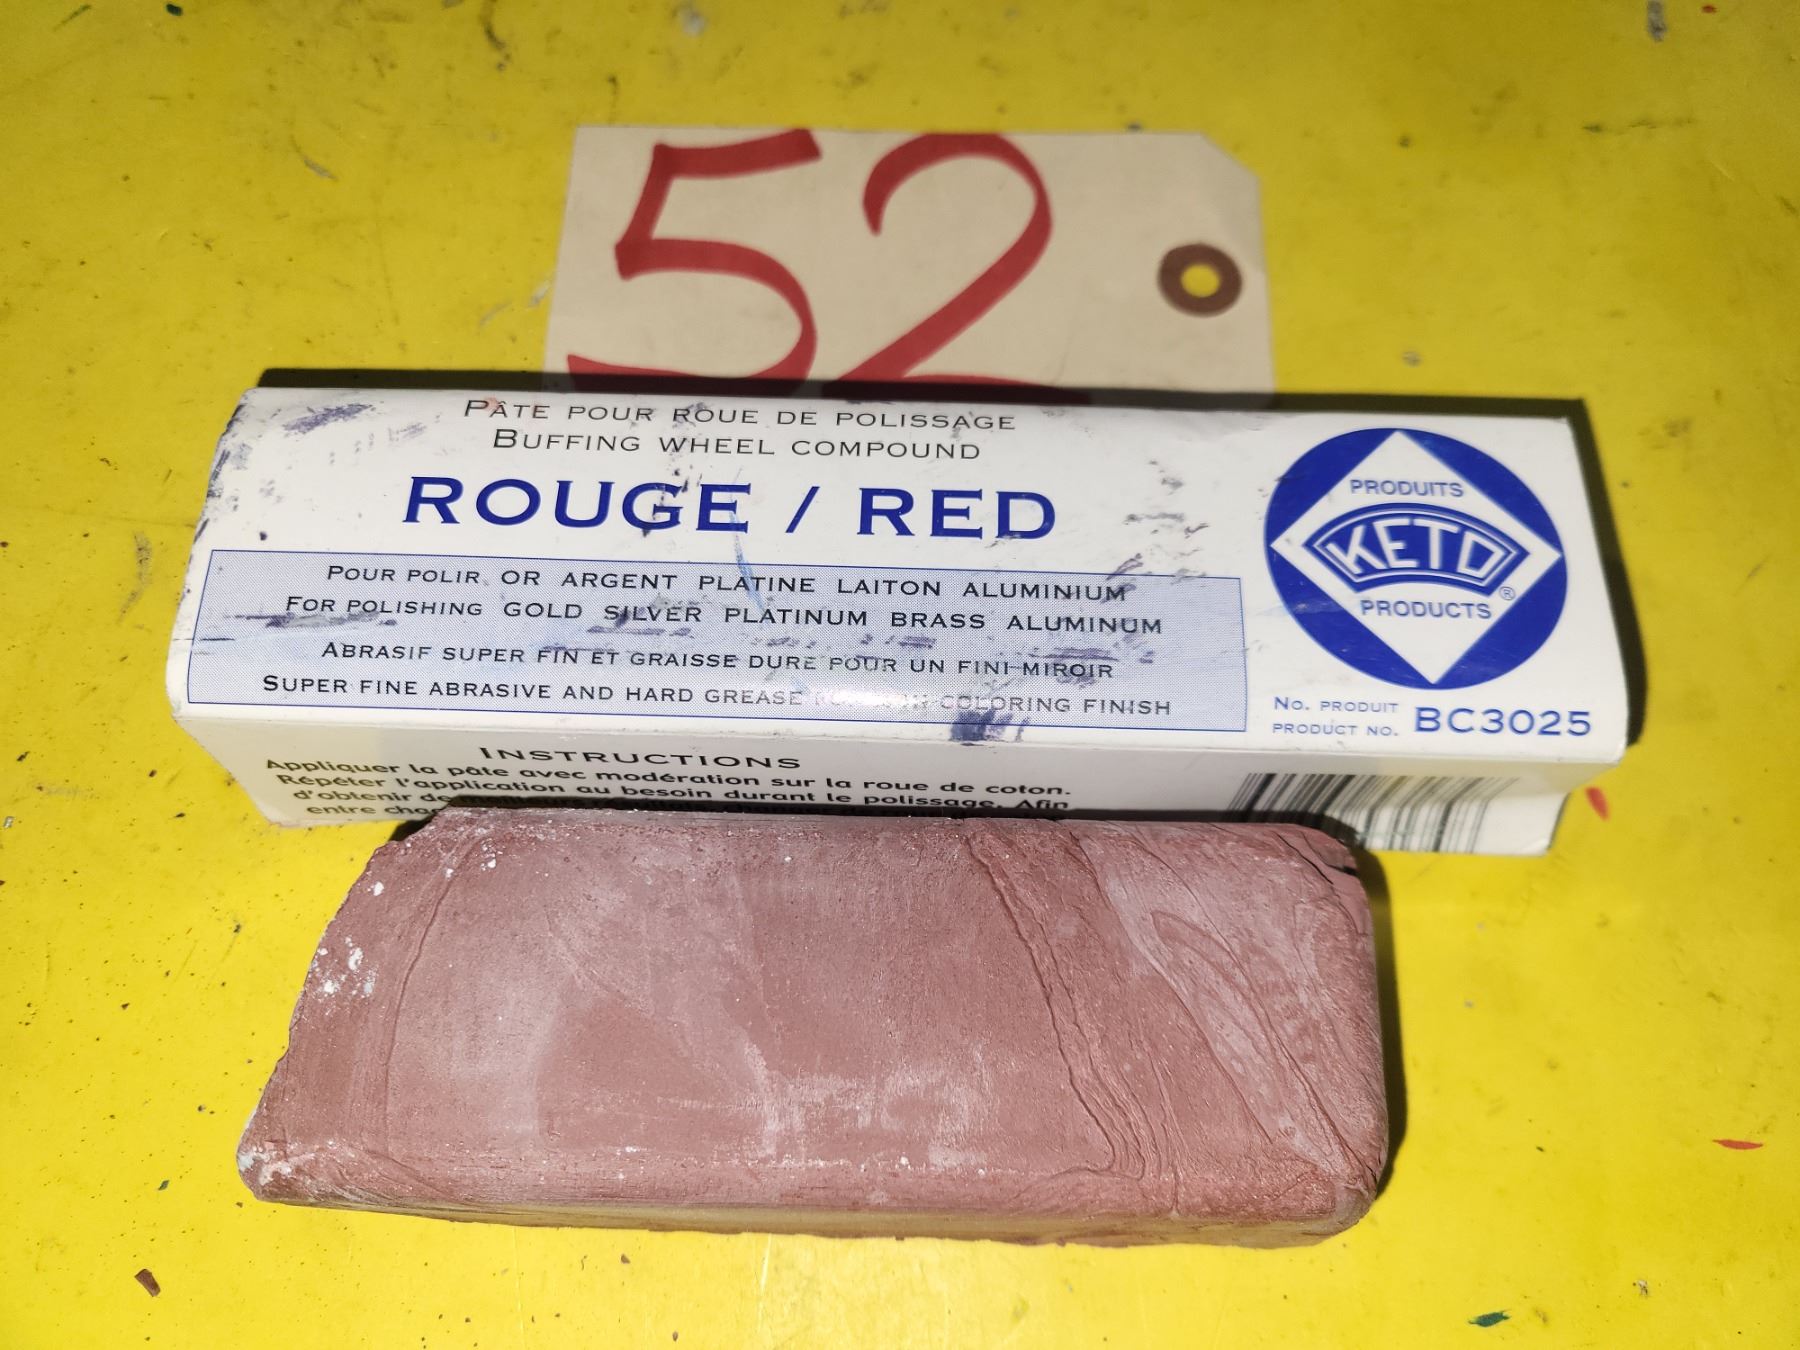 52
PÂTE POUR ROUE DE POLISSAGE
BUFFING WHEEL COMPOUND
ROUGE / RED
POUR POLIR OR ARGENT PLATINE LAITON ALUMINIUM
FOR POLISHING GOLD SILVER PLATINUM BRASS ALUMINUM
ABRASIF SUPER FIN ET GRAISSE DURE POUR UN FINI MIROIR
SUPER FINE ABRASIVE AND HARD GREASE COLORING FINISH
PRODUITS
KETO®
PRODUCTS
NO. PRODUIT
PRODUCT NO. BC3025
INSTRUCTIONS
Appliquer la pâte avec modération sur la roue de coton.
Répéter l'application au besoin durant le polissage. Afin
d'obtenir de
entre